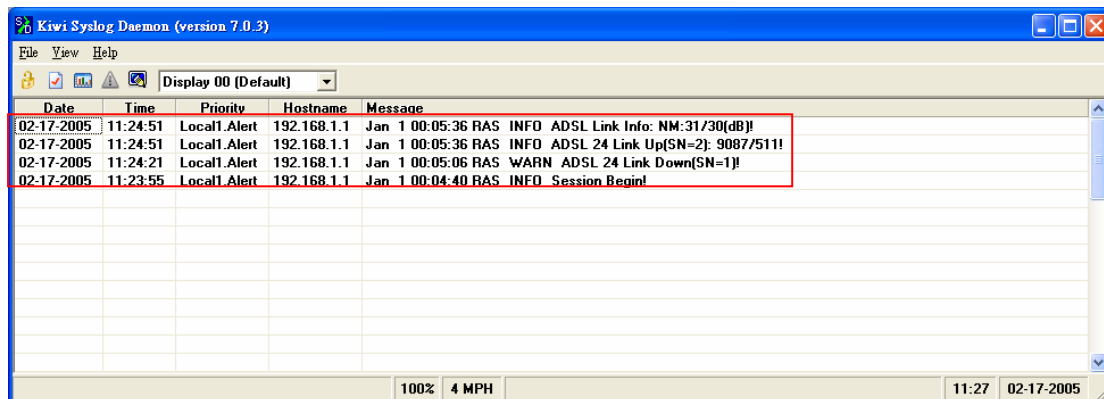 Kiwi Syslog Daemon (version 7.0.3)
File View Help
Display 00 (Default)
Date Time Priority Hostname Message
02-17-2005 11:24:51 Local1.Alert 192.168.1.1 Jan 1 00:05:36 RAS INFO ADSL Link Info: NM:31/30(dB)!
02-17-2005 11:24:51 Local1.Alert 192.168.1.1 Jan 1 00:05:36 RAS INFO ADSL 24 Link Up(SN=2): 9087/511!
02-17-2005 11:24:21 Local1.Alert 192.168.1.1 Jan 1 00:05:06 RAS WARN ADSL 24 Link Down(SN=1)!
02-17-2005 11:23:55 Local1.Alert 192.168.1.1 Jan 1 00:04:40 RAS INFO Session Begin!
100% 4 MPH 11:27 02-17-2005